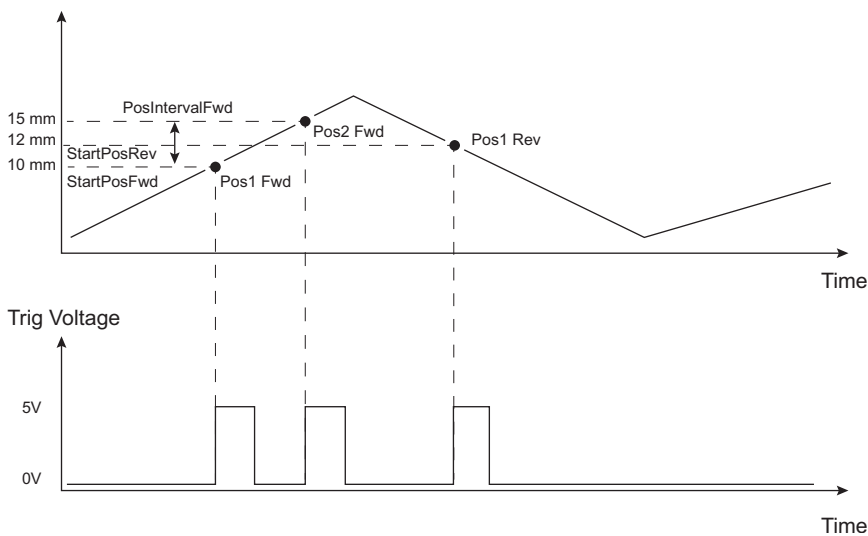 PosIntervalFwd
15 mm
Pos2 Fwd
12 mm
Pos1 Rev
StartPosRev
10 mm
StartPosFwd
Pos1 Fwd
Time
Trig Voltage
5V
0V
Time